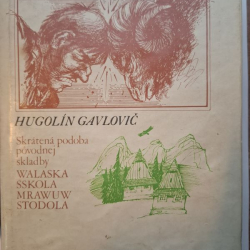 HUGOLÍN GAVLOVIČ
Skrátená podoba
pôvodnej
skladby
WALASKA
SSKOLA
MRAWUW
STODOLA